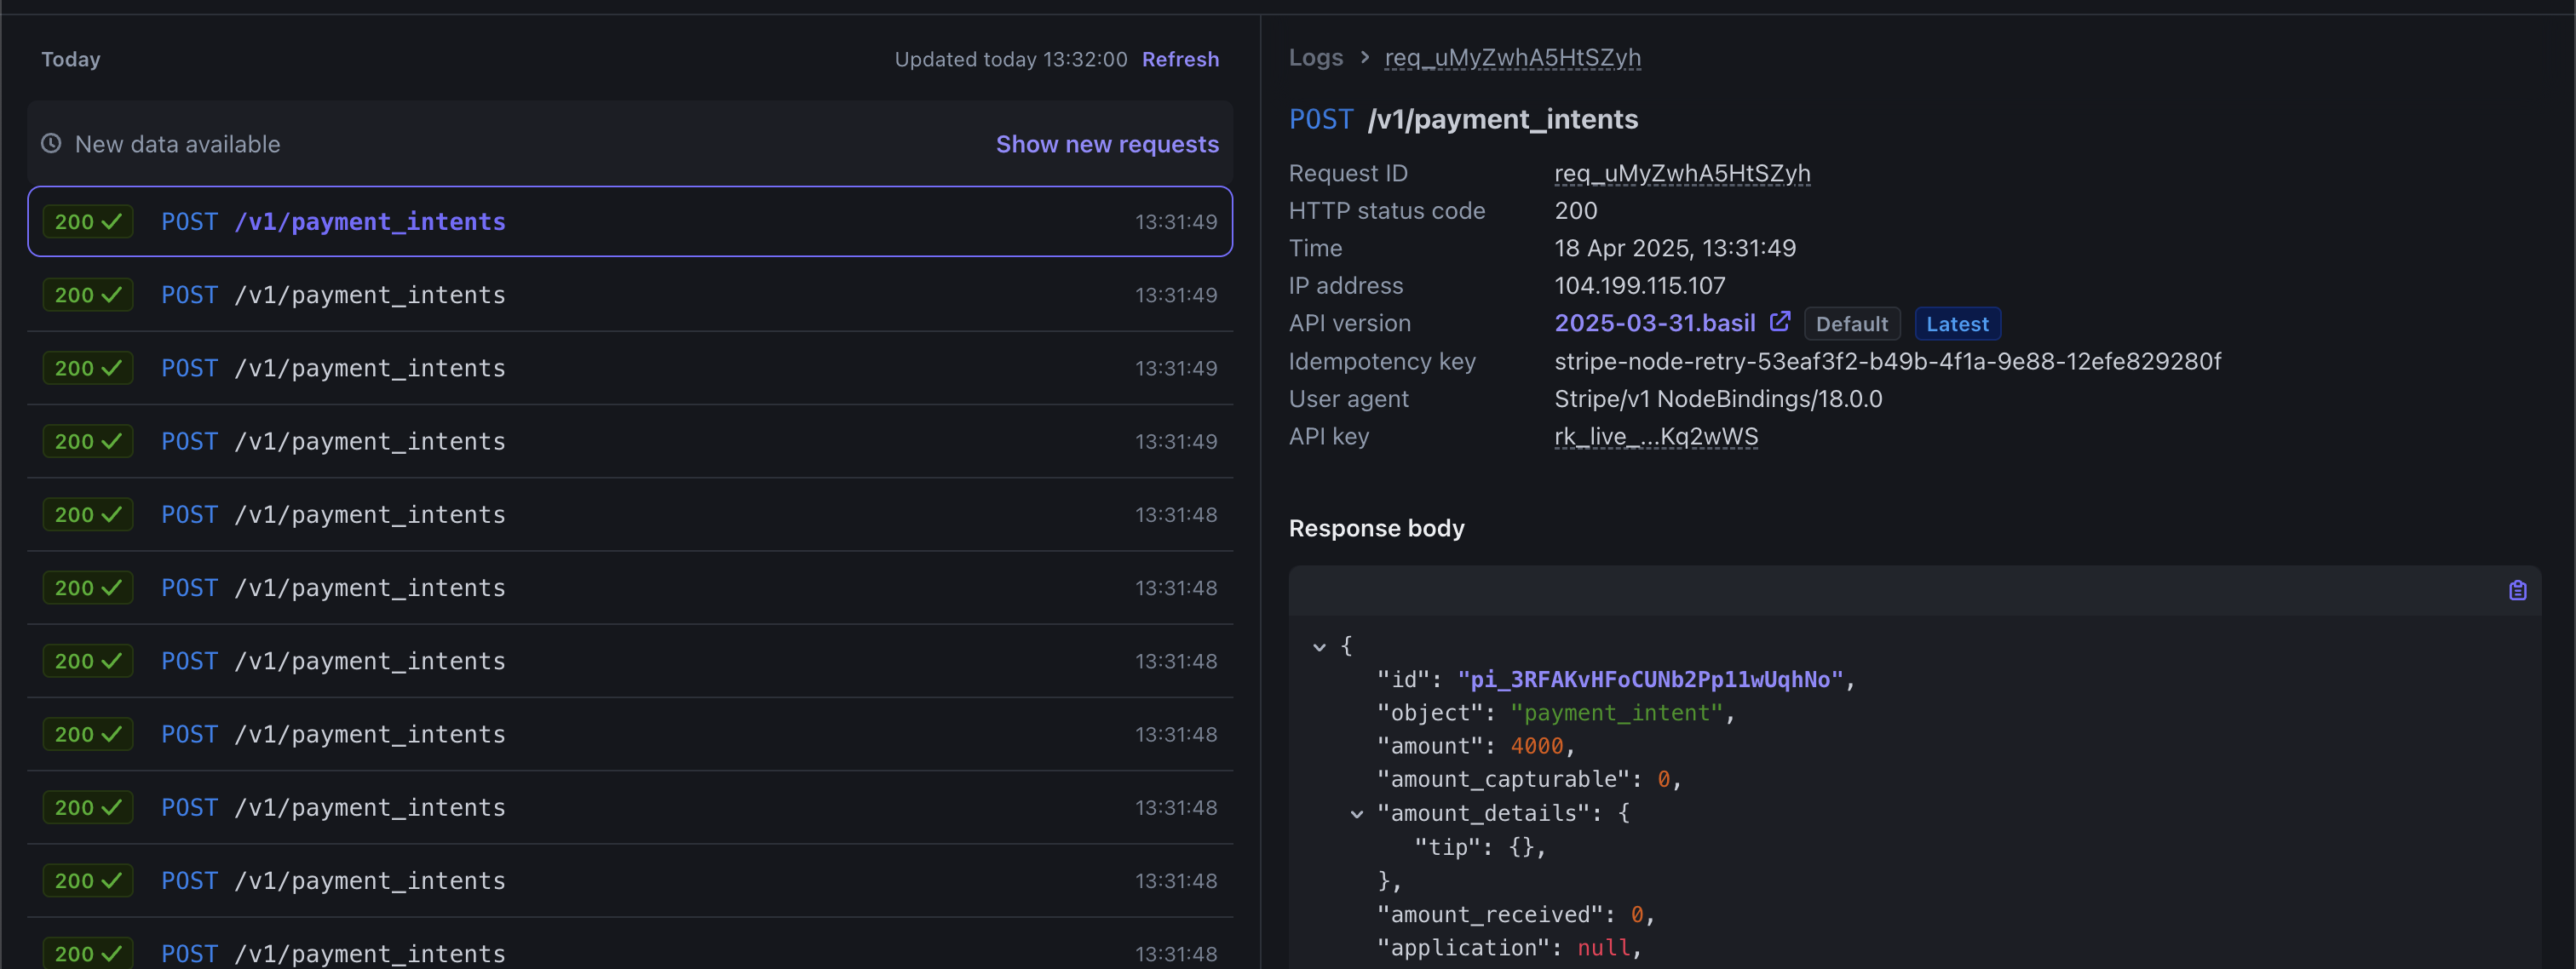 Today
Updated today 13:32:00 Refresh
New data available
Show new requests
200 POST /v1/payment_intents 13:31:49
200 POST /v1/payment_intents 13:31:49
200 POST /v1/payment_intents 13:31:49
200 POST /v1/payment_intents 13:31:49
200 POST /v1/payment_intents 13:31:48
200 POST /v1/payment_intents 13:31:48
200 POST /v1/payment_intents 13:31:48
200 POST /v1/payment_intents 13:31:48
200 POST /v1/payment_intents 13:31:48
200 POST /v1/payment_intents 13:31:48
200 POST /v1/payment_intents 13:31:48
Logs > req_uMyZwhA5HtSZyh
POST /v1/payment_intents
Request ID req_uMyZwhA5HtSZyh
HTTP status code 200
Time 18 Apr 2025, 13:31:49
IP address 104.199.115.107
API version 2025-03-31.basil Default Latest
Idempotency key stripe-node-retry-53eaf3f2-b49b-4f1a-9e88-12efe829280f
User agent Stripe/v1 NodeBindings/18.0.0
API key rk_live_...Kq2wWS
Response body
{
"id": "pi_3RFAKvHFoCUNb2Pp11wUqhNo",
"object": "payment_intent",
"amount": 4000,
"amount_capturable": 0,
"amount_details": {
"tip": {},
},
"amount_received": 0,
"application": null,